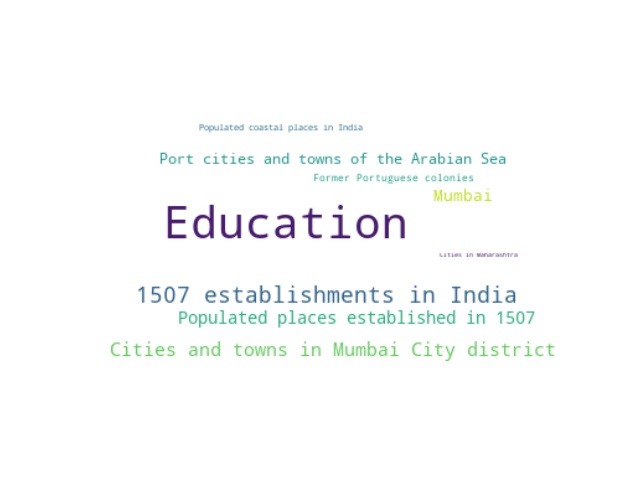 Populated coastal places in India
Port cities and towns of the Arabian Sea
Former Portuguese colonies
Mumbai
Education
Cities in Maharashtra
1507 establishments in India
Populated places established in 1507
Cities and towns in Mumbai City district